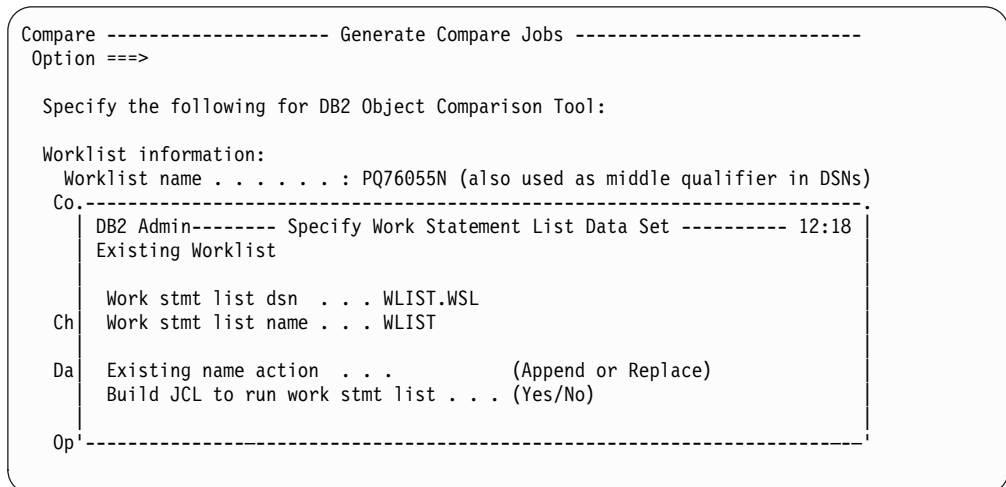 Compare --------------------- Generate Compare Jobs ---------------------------
Option ===>
Specify the following for DB2 Object Comparison Tool:
Worklist information:
Worklist name . . . . . . : PQ76055N (also used as middle qualifier in DSNs)
Co.-------------------------------------------------------------------------.
| DB2 Admin-------- Specify Work Statement List Data Set ---------- 12:18 |
| Existing Worklist |
| |
| Work stmt list dsn . . . WLIST.WSL |
Ch| Work stmt list name . . . WLIST |
| |
Da| Existing name action . . . (Append or Replace) |
| Build JCL to run work stmt list . . . (Yes/No) |
| |
Op'-------------------------------------------------------------------------'